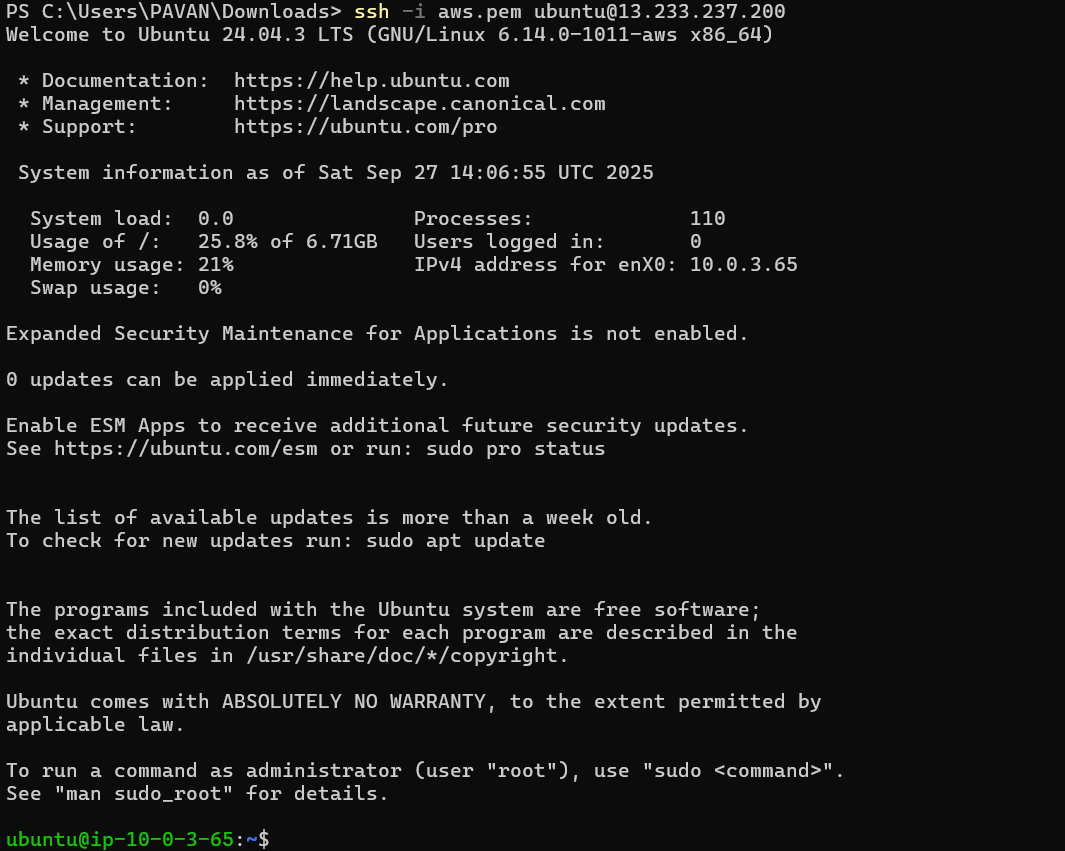 PS C:\Users\PAVAN\Downloads> ssh -i aws.pem ubuntu@13.233.237.200
Welcome to Ubuntu 24.04.3 LTS (GNU/Linux 6.14.0-1011-aws x86_64)

 * Documentation:  https://help.ubuntu.com
 * Management:     https://landscape.canonical.com
 * Support:        https://ubuntu.com/pro

 System information as of Sat Sep 27 14:06:55 UTC 2025

  System load:  0.0               Processes:             110
  Usage of /:   25.8% of 6.71GB   Users logged in:       0
  Memory usage: 21%               IPv4 address for enX0: 10.0.3.65
  Swap usage:   0%

Expanded Security Maintenance for Applications is not enabled.

0 updates can be applied immediately.

Enable ESM Apps to receive additional future security updates.
See https://ubuntu.com/esm or run: sudo pro status


The list of available updates is more than a week old.
To check for new updates run: sudo apt update


The programs included with the Ubuntu system are free software;
the exact distribution terms for each program are described in the
individual files in /usr/share/doc/*/copyright.

Ubuntu comes with ABSOLUTELY NO WARRANTY, to the extent permitted by
applicable law.

To run a command as administrator (user "root"), use "sudo <command>".
See "man sudo_root" for details.

ubuntu@ip-10-0-3-65:~$